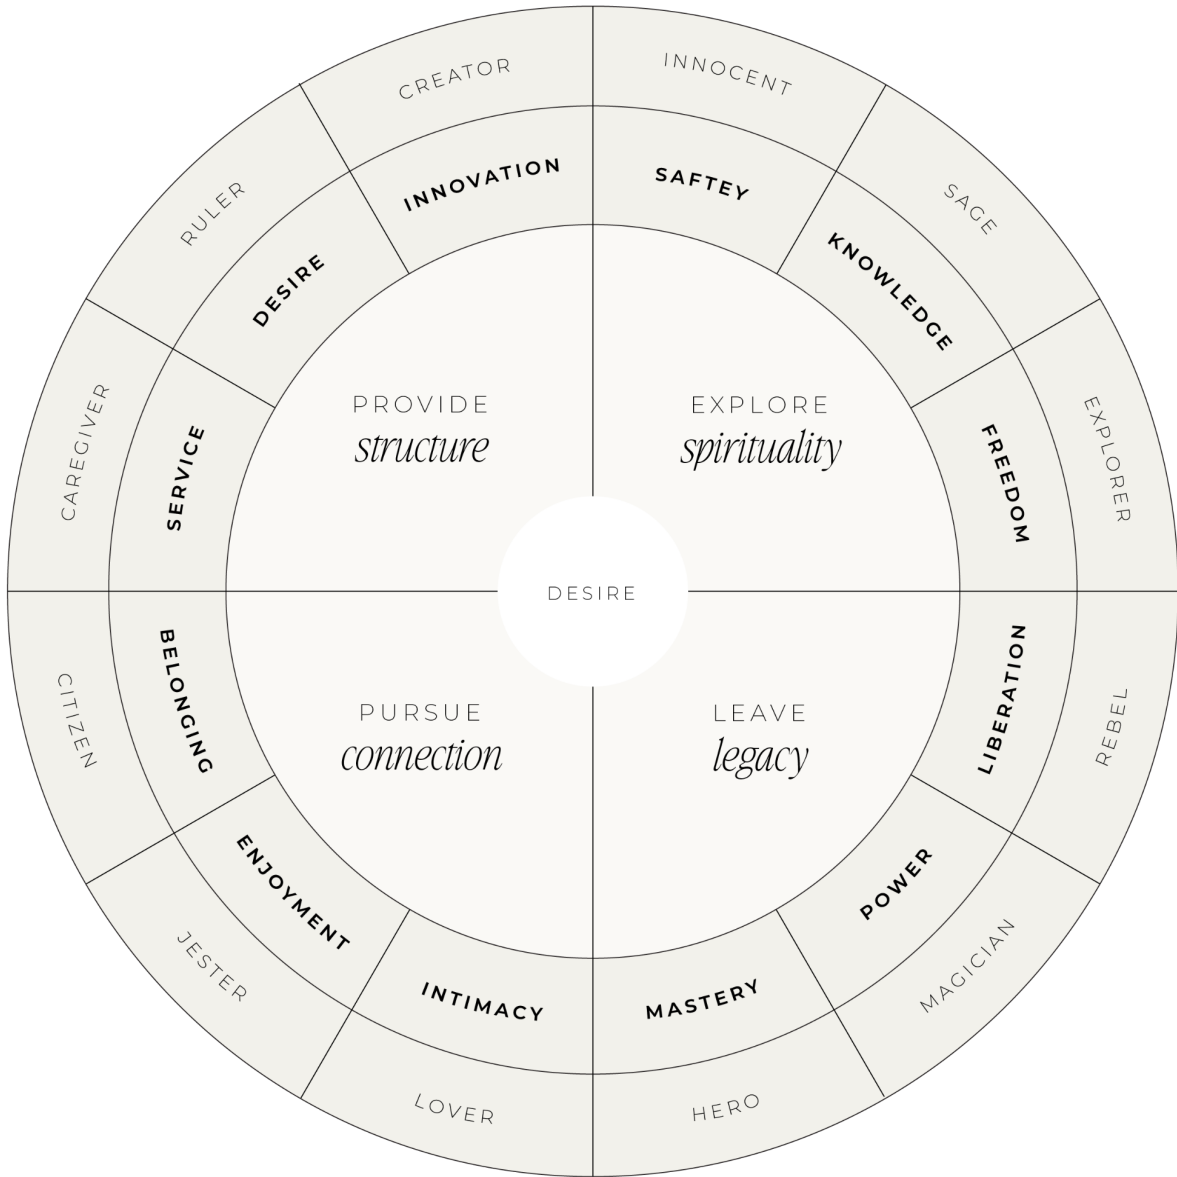 CREATOR
INNOCENT
SAGE
EXPLORER
REBEL
MAGICIAN
HERO
LOVER
JESTER
CITIZEN
CAREGIVER
RULER
INNOVATION
SAFTEY
KNOWLEDGE
FREEDOM
LIBERATION
POWER
MASTERY
INTIMACY
ENJOYMENT
BELONGING
SERVICE
DESIRE
PROVIDE
structure
EXPLORE
spirituality
DESIRE
PURSUE
connection
LEAVE
legacy